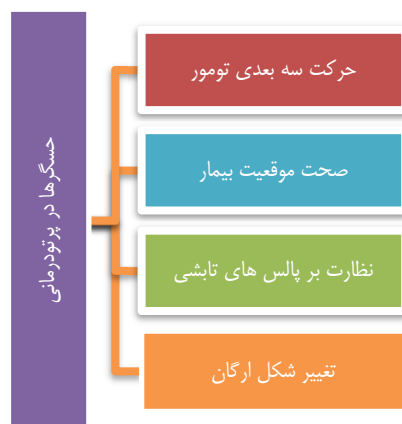 حسگرها در پرتودرمانی
حرکت سه بعدی تومور
صحت موقعیت بیمار
نظارت بر پالس های تابشی
تغییر شکل ارگان